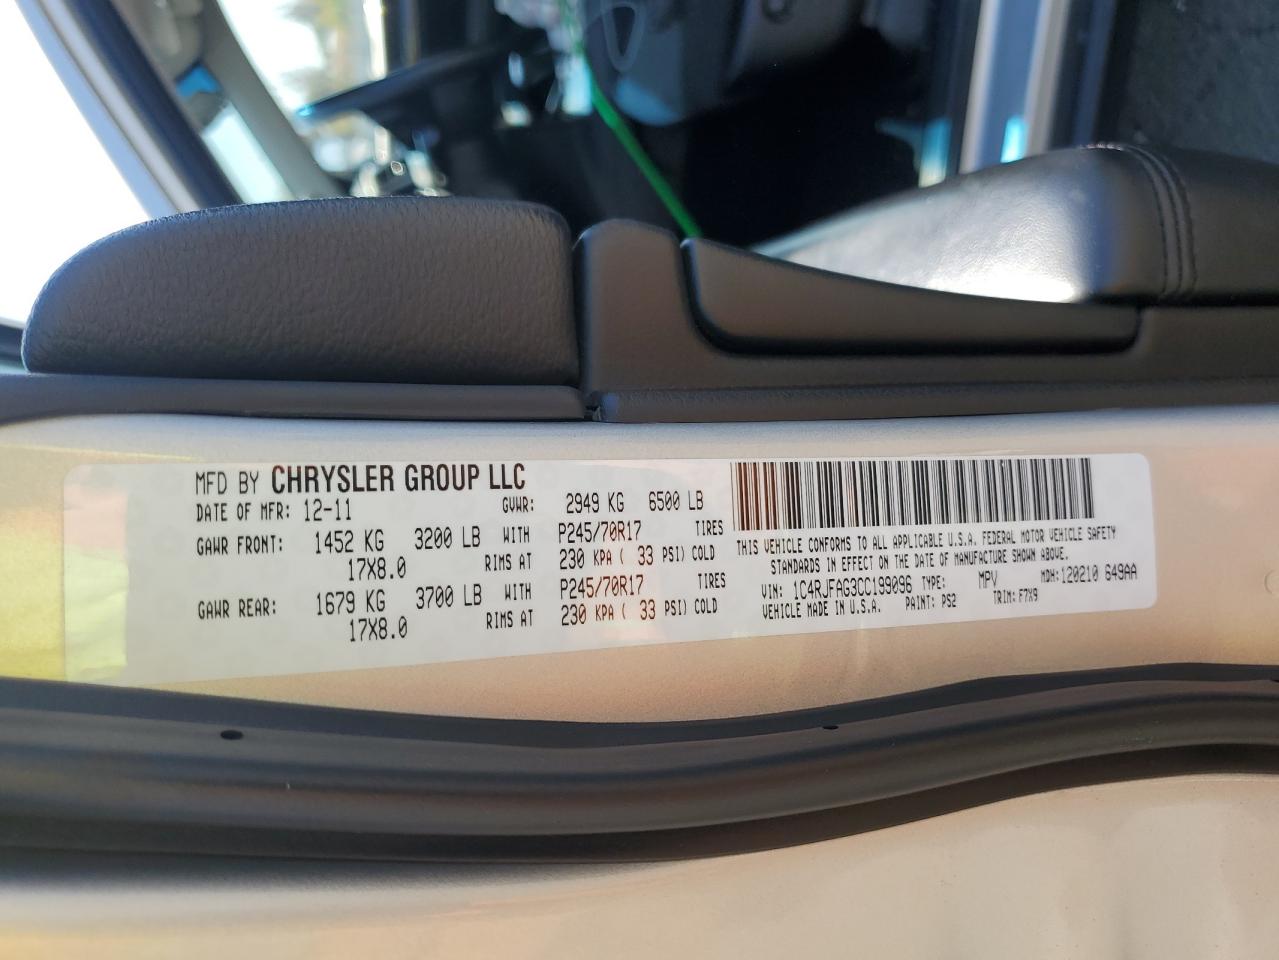 MFD BY CHRYSLER GROUP LLC
DATE OF MFR: 12-11 GVWR: 2949 KG 6500 LB
GAWR FRONT: 1452 KG 3200 LB WITH P245/70R17 TIRES
17X8.0 RIMS AT 230 KPA ( 33 PSI) COLD
GAWR REAR: 1679 KG 3700 LB WITH P245/70R17 TIRES
17X8.0 RIMS AT 230 KPA ( 33 PSI) COLD
THIS VEHICLE CONFORMS TO ALL APPLICABLE U.S.A. FEDERAL MOTOR VEHICLE SAFETY
STANDARDS IN EFFECT ON THE DATE OF MANUFACTURE SHOWN ABOVE.
VIN: 1C4RJFAG3CC199096 TYPE: MPV MDH: 120210 649AA
VEHICLE MADE IN U.S.A. PAINT: PS2 TRIM: F7X9